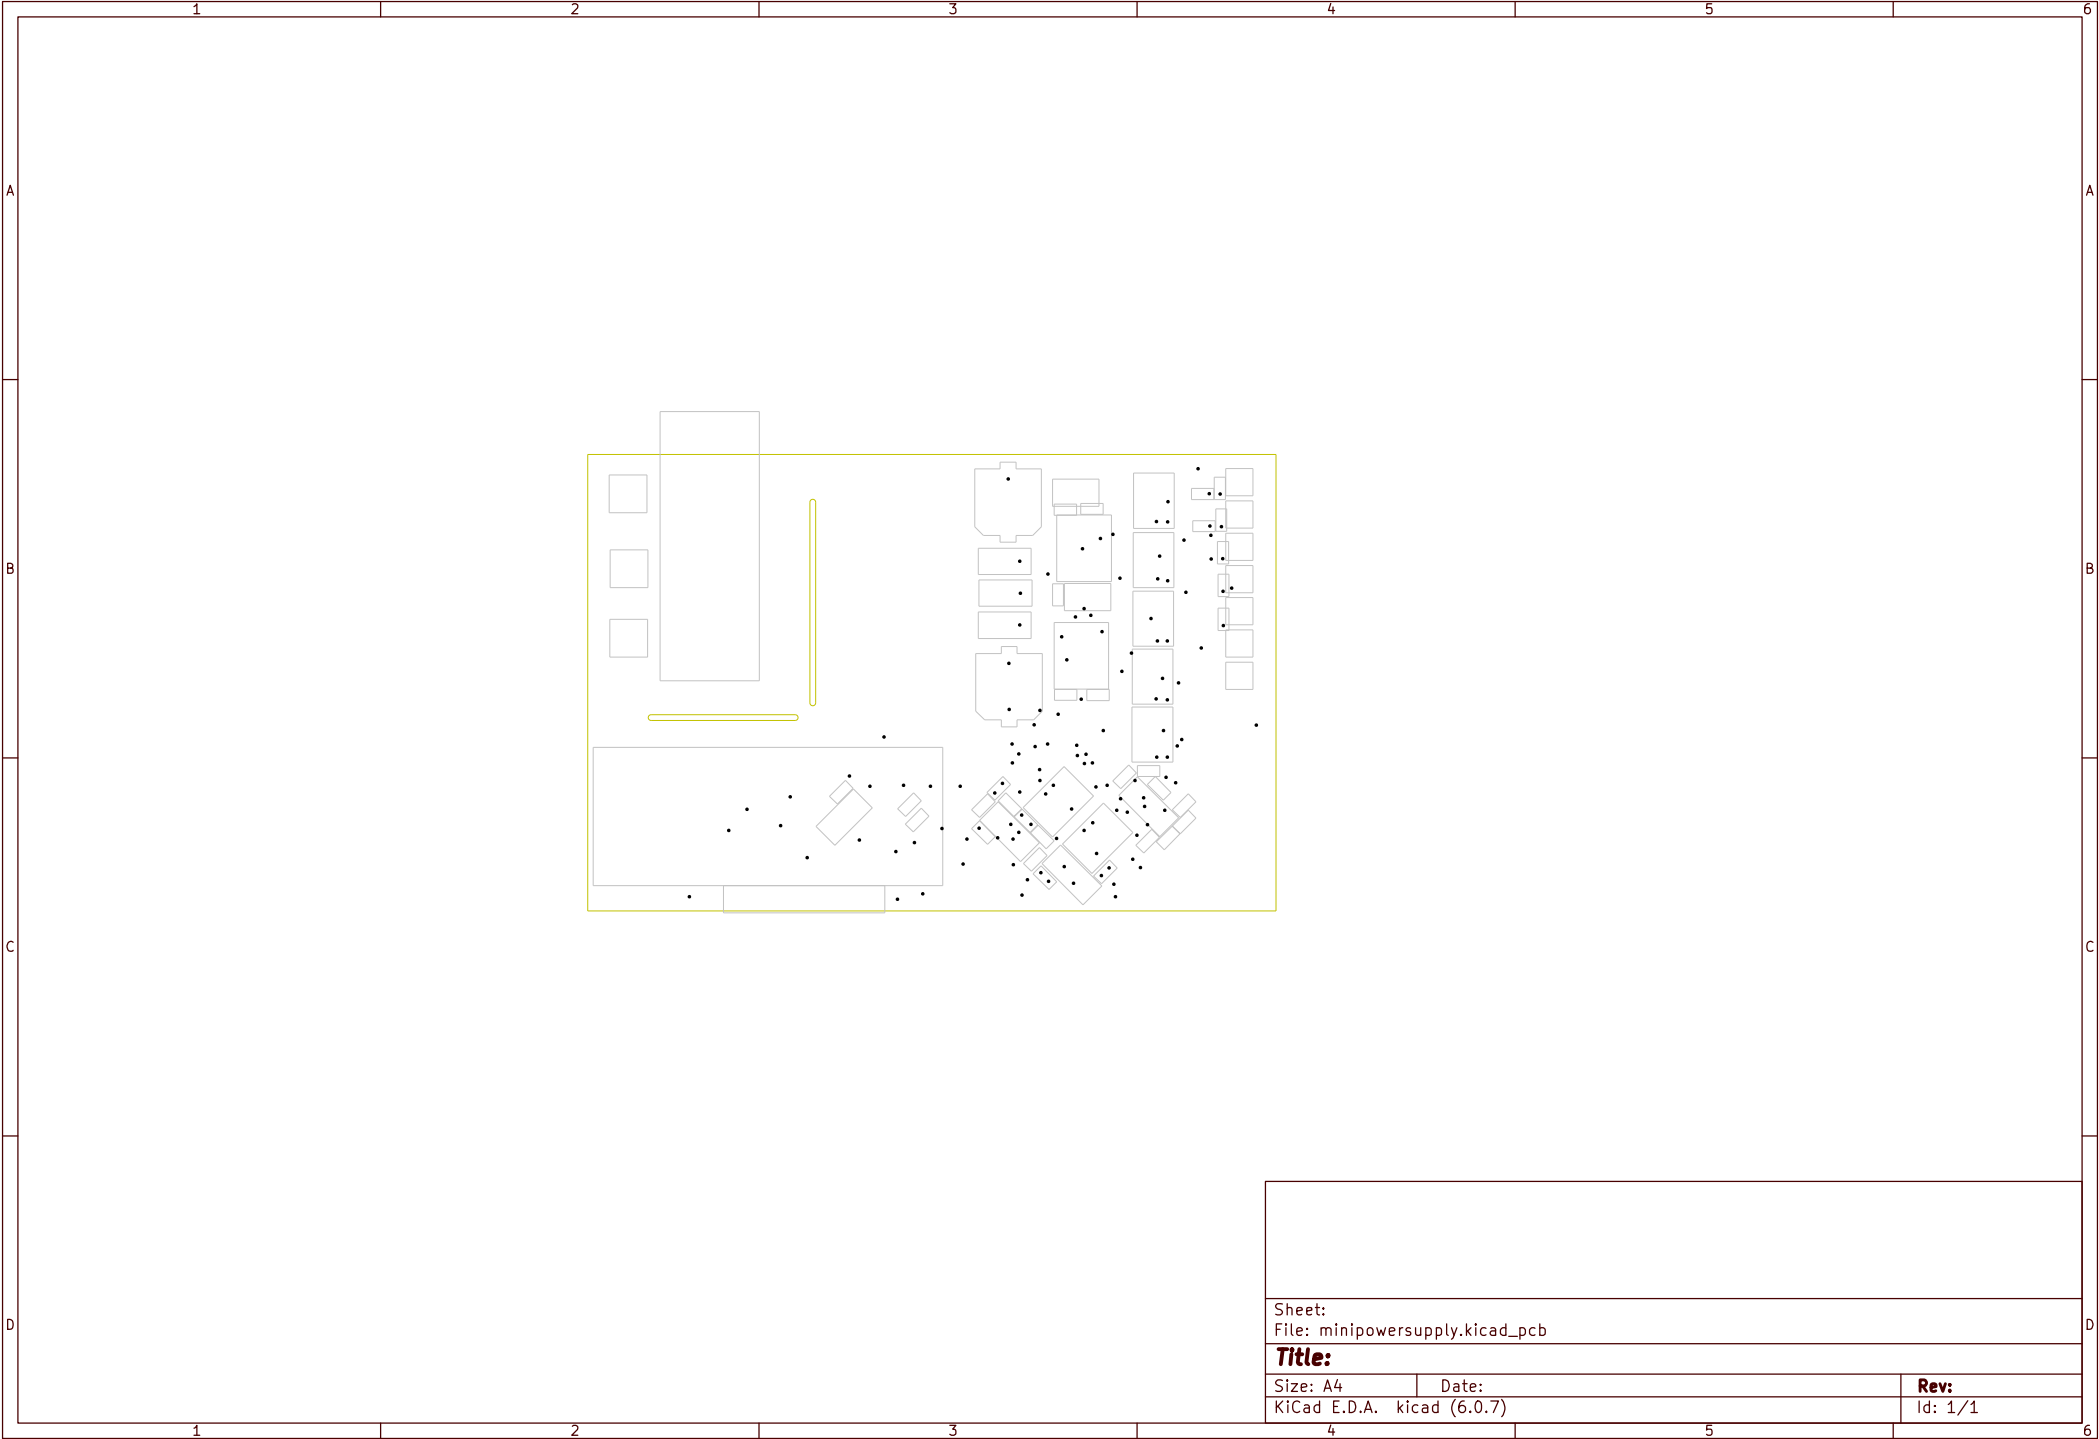 1 2 3 4 5 6
A A
B B
C C
D D
Sheet:
File: minipowersupply.kicad_pcb
Title:
Size: A4 Date: Rev:
KiCad E.D.A. kicad (6.0.7) Id: 1/1
1 2 3 4 5 6